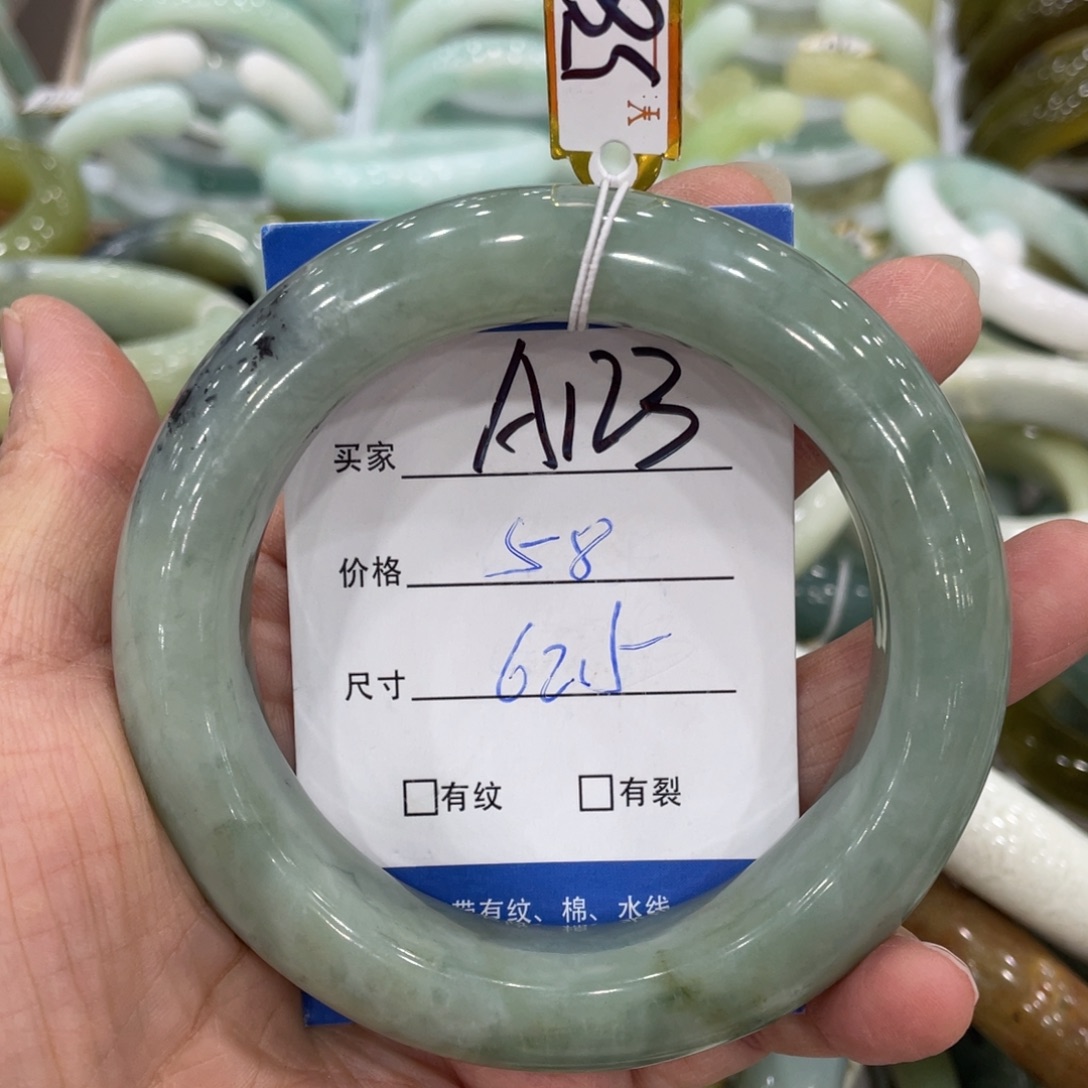 买家 A123
价格 58
尺寸 62.5
□有纹 □有裂
带有纹、棉、水线